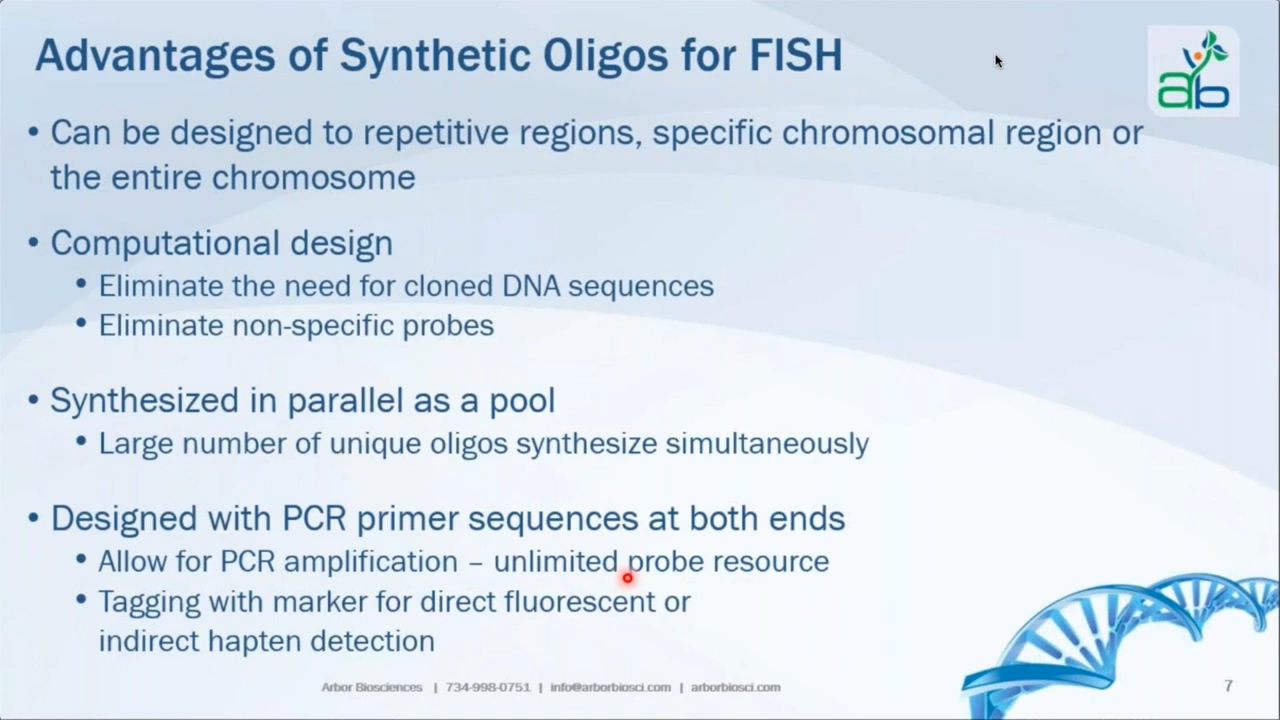 Advantages of Synthetic Oligos for FISH
ab
• Can be designed to repetitive regions, specific chromosomal region or
the entire chromosome
• Computational design
• Eliminate the need for cloned DNA sequences
• Eliminate non-specific probes
• Synthesized in parallel as a pool
• Large number of unique oligos synthesize simultaneously
• Designed with PCR primer sequences at both ends
• Allow for PCR amplification – unlimited probe resource
• Tagging with marker for direct fluorescent or
indirect hapten detection
Arbor Biosciences | 734-998-0751 | info@arborbiosci.com | arborbiosci.com
7